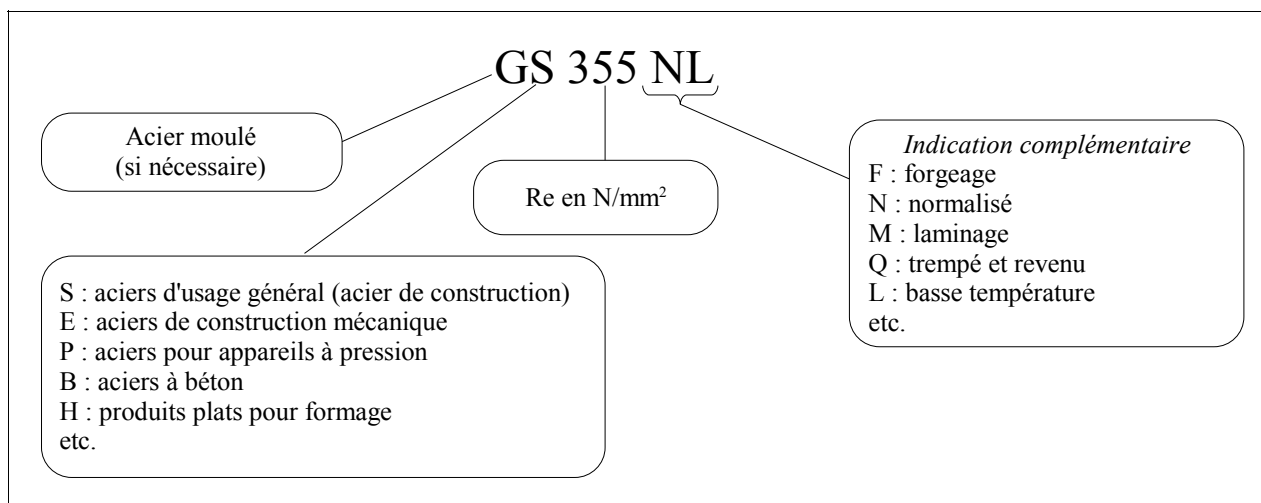 GS 355 NL
Acier moulé
(si nécessaire)
Re en N/mm²
Indication complémentaire
F : forgeage
N : normalisé
M : laminage
Q : trempé et revenu
L : basse température
etc.
S : aciers d'usage général (acier de construction)
E : aciers de construction mécanique
P : aciers pour appareils à pression
B : aciers à béton
H : produits plats pour formage
etc.